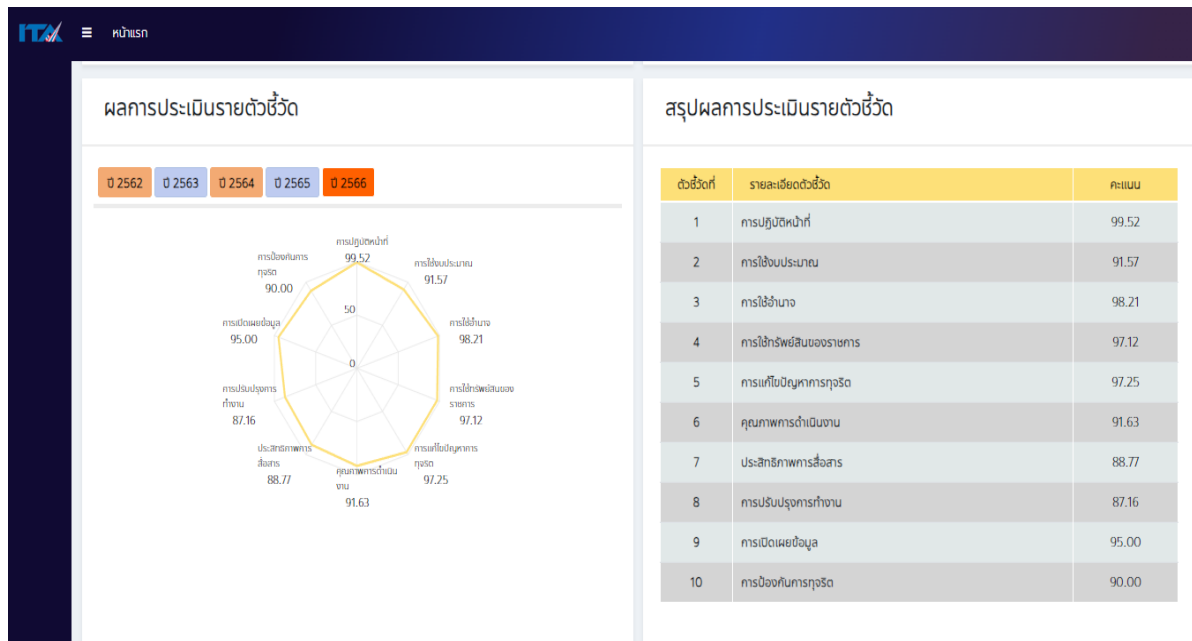 ITA
หน้าแรก
ผลการประเมินรายตัวชี้วัด
ปี 2562 ปี 2563 ปี 2564 ปี 2565 ปี 2566
การปฏิบัติหน้าที่
99.52
การใช้งบประมาณ
91.57
การใช้อำนาจ
98.21
การใช้ทรัพย์สินของ
ราชการ
97.12
การแก้ไขปัญหาการ
ทุจริต
97.25
คุณภาพการดำเนิน
งาน
91.63
ประสิทธิภาพการ
สื่อสาร
88.77
การปรับปรุงการ
ทำงาน
87.16
การเปิดเผยข้อมูล
95.00
การป้องกันการ
ทุจริต
90.00
50
0
สรุปผลการประเมินรายตัวชี้วัด
ตัวชี้วัดที่ รายละเอียดตัวชี้วัด คะแนน
1 การปฏิบัติหน้าที่ 99.52
2 การใช้งบประมาณ 91.57
3 การใช้อำนาจ 98.21
4 การใช้ทรัพย์สินของราชการ 97.12
5 การแก้ไขปัญหาการทุจริต 97.25
6 คุณภาพการดำเนินงาน 91.63
7 ประสิทธิภาพการสื่อสาร 88.77
8 การปรับปรุงการทำงาน 87.16
9 การเปิดเผยข้อมูล 95.00
10 การป้องกันการทุจริต 90.00